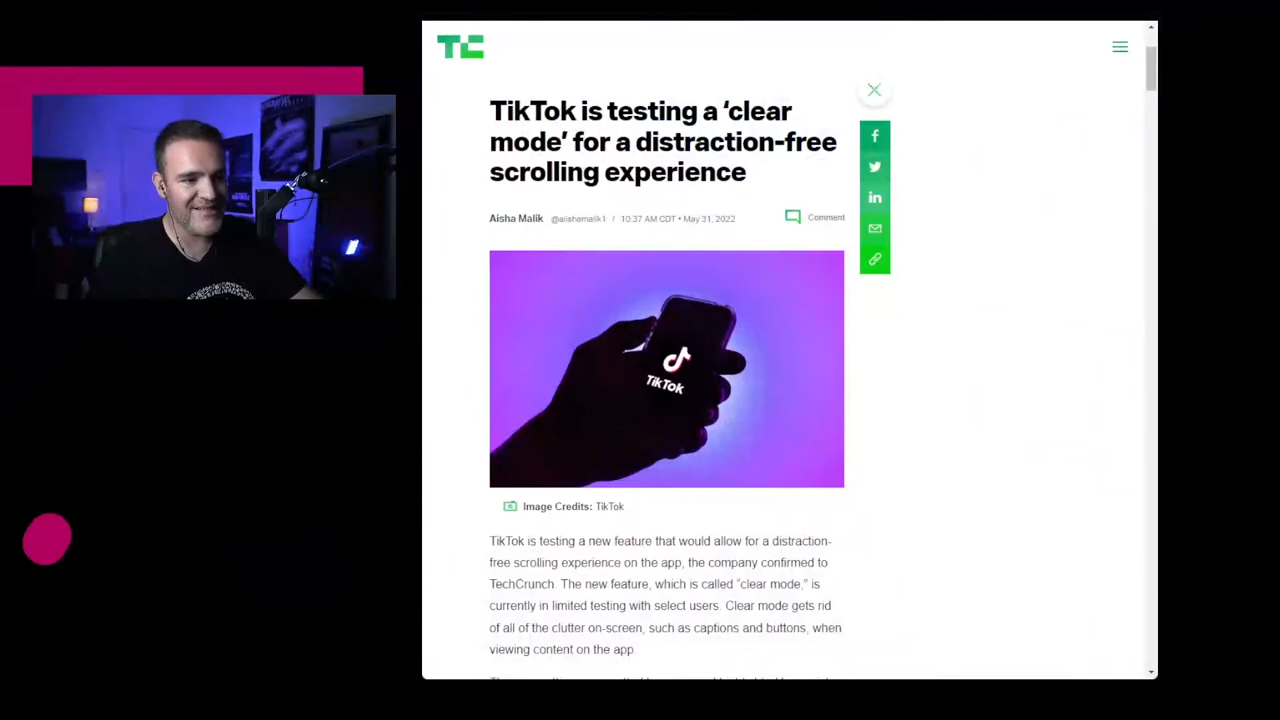 TC
TikTok is testing a ‘clear
mode’ for a distraction-free
scrolling experience
Aisha Malik @aiishamalik1 / 10:37 AM CDT • May 31, 2022
Comment
TikTok
Image Credits: TikTok
TikTok is testing a new feature that would allow for a distraction-
free scrolling experience on the app, the company confirmed to
TechCrunch. The new feature, which is called “clear mode,” is
currently in limited testing with select users. Clear mode gets rid
of all of the clutter on-screen, such as captions and buttons, when
viewing content on the app.